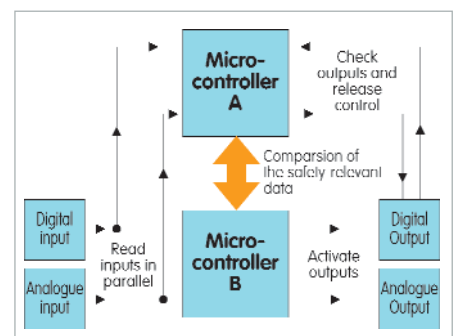 Micro-
controller
A
Check
outputs and
release
control
Comparsion of
the safely relevant
data
Digital
input
Read
inputs in
parallel
Micro-
controller
B
Activate
outputs
Digital
Output
Analogue
input
Analogue
Output